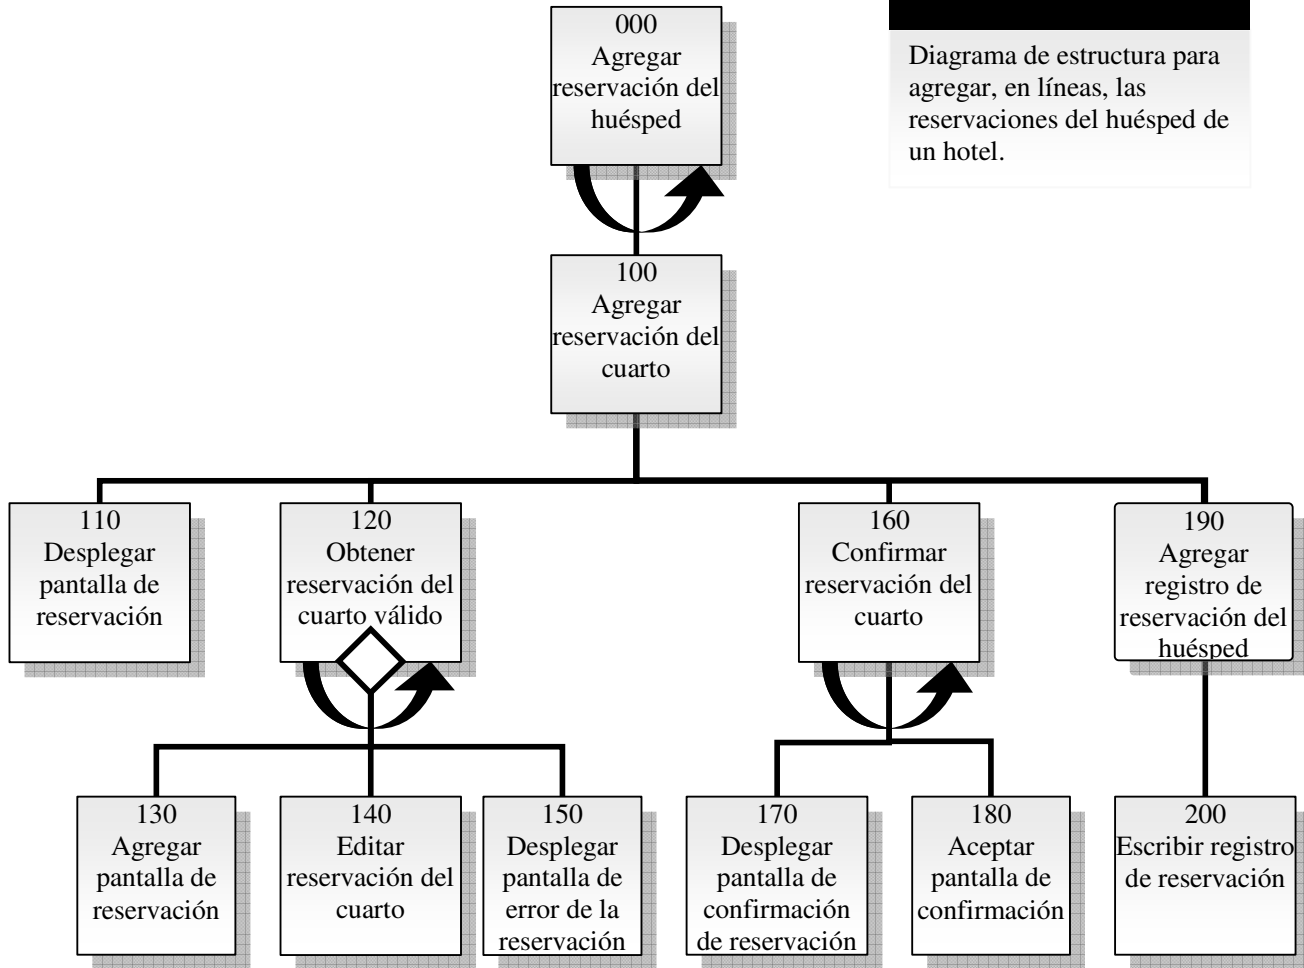 000
Agregar
reservación del
huésped
Diagrama de estructura para
agregar, en líneas, las
reservaciones del huésped de
un hotel.
100
Agregar
reservación del
cuarto
110
Desplegar
pantalla de
reservación
120
Obtener
reservación del
cuarto válido
160
Confirmar
reservación del
cuarto
190
Agregar
registro de
reservación del
huésped
130
Agregar
pantalla de
reservación
140
Editar
reservación del
cuarto
150
Desplegar
pantalla de
error de la
reservación
170
Desplegar
pantalla de
confirmación
de reservación
180
Aceptar
pantalla de
confirmación
200
Escribir registro
de reservación